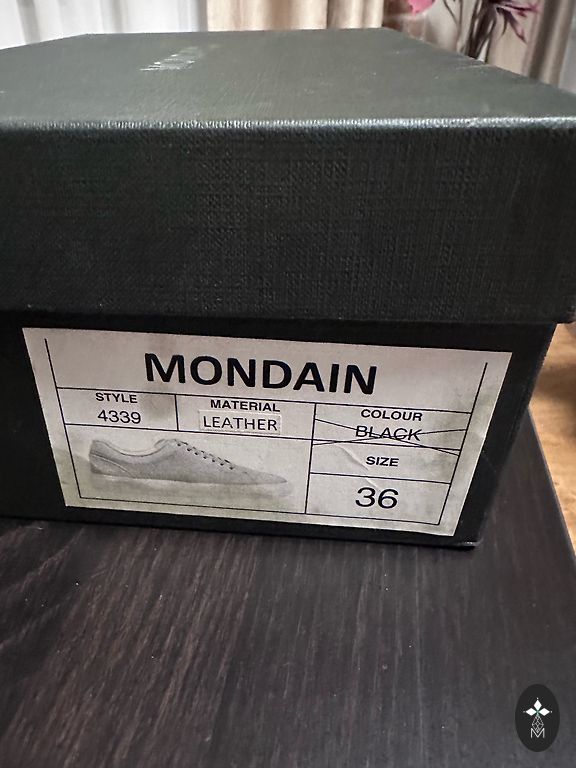 MONDAIN
STYLE
4339
MATERIAL
LEATHER
COLOUR
BLACK
SIZE
36
M